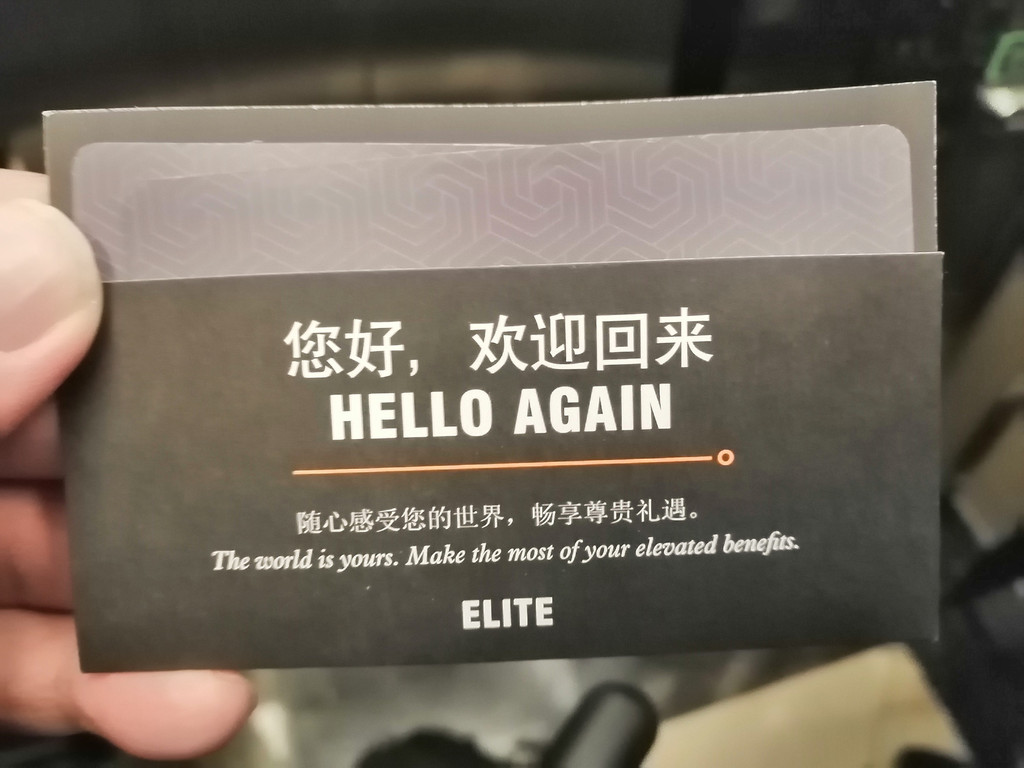 您好，欢迎回来
HELLO AGAIN
随心感受您的世界，畅享尊贵礼遇。
The world is yours. Make the most of your elevated benefits.
ELITE